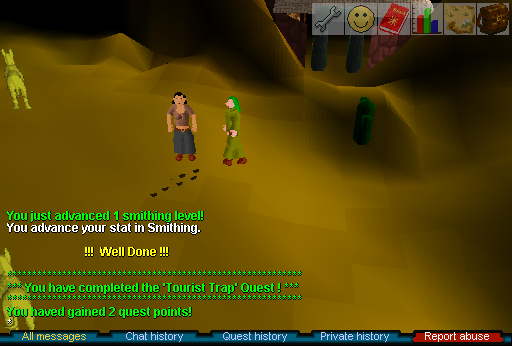 You just advanced 1 smithing level!
You advance your stat in Smithing.
!!! Well Done !!!
***********************************************************
***You have completed the 'Tourist Trap' Quest ! ***
***********************************************************
You haved gained 2 quest points!
*
All messages Chat history Quest history Private history Report abuse